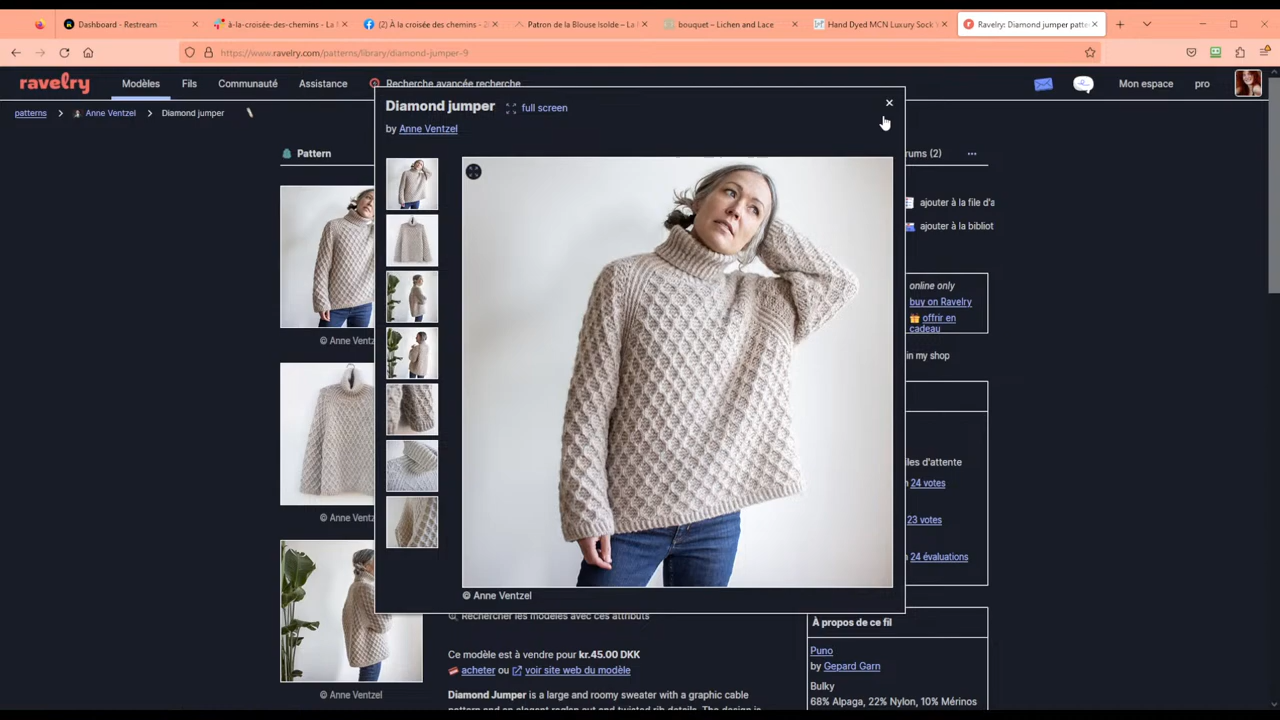 Dashboard - Restream
à-la-croisée-des-chemins - La
(2) À la croisée des chemins - 2
Patron de la Blouse Isolde – La
bouquet – Lichen and Lace
Hand Dyed MCN Luxury Sock
Ravelry: Diamond jumper patte
https://www.ravelry.com/patterns/library/diamond-jumper-9
ravelry
Modèles
Fils
Communauté
Assistance
Recherche avancée recherche
Mon espace
pro
patterns
Anne Ventzel
Diamond jumper
Diamond jumper
full screen
by Anne Ventzel
Pattern
rums (2)
ajouter à la file d'a
ajouter à la bibliot
online only
buy on Ravelry
offrir en
cadeau
© Anne Ventz
in my shop
iles d'attente
24 votes
© Anne Ventz
23 votes
24 évaluations
© Anne Ventzel
Rechercher les modèles avec ces attributs
À propos de ce fil
Ce modèle est à vendre pour kr.45.00 DKK
acheter ou voir site web du modèle
Puno
by Gepard Garn
Bulky
68% Alpaga, 22% Nylon, 10% Mérinos
© Anne Ventzel
Diamond Jumper is a large and roomy sweater with a graphic cable